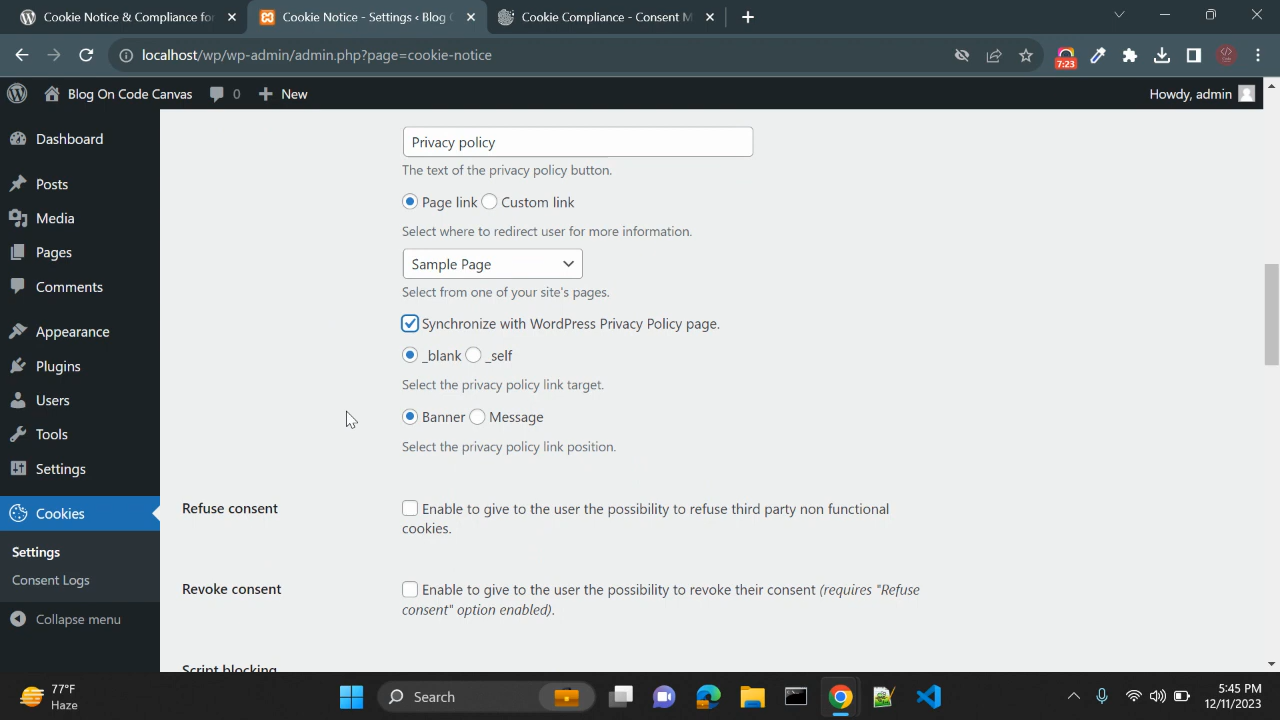 Cookie Notice & Compliance for
Cookie Notice - Settings ‹ Blog O
Cookie Compliance - Consent M
localhost/wp/wp-admin/admin.php?page=cookie-notice
7:23
Blog On Code Canvas
0
New
Howdy, admin
Dashboard
Posts
Media
Pages
Comments
Appearance
Plugins
Users
Tools
Settings
Cookies
Settings
Consent Logs
Collapse menu
Privacy policy
The text of the privacy policy button.
Page link Custom link
Select where to redirect user for more information.
Sample Page
Select from one of your site's pages.
Synchronize with WordPress Privacy Policy page.
_blank _self
Select the privacy policy link target.
Banner Message
Select the privacy policy link position.
Refuse consent
Enable to give to the user the possibility to refuse third party non functional
cookies.
Revoke consent
Enable to give to the user the possibility to revoke their consent (requires "Refuse
consent" option enabled).
Script blocking
77°F
Haze
Search
5:45 PM
12/11/2023